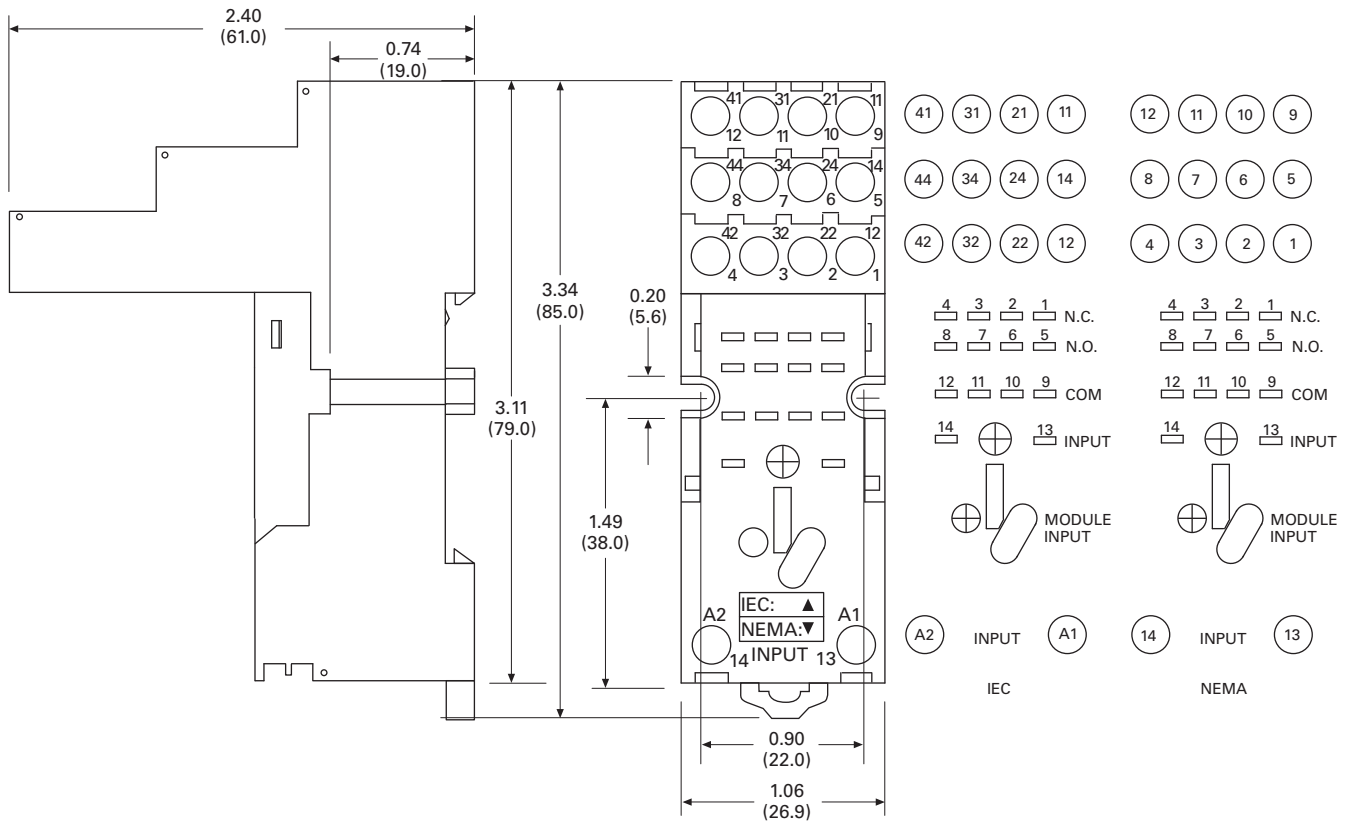 2.40
(61.0)
0.74
(19.0)
3.34
(85.0)
3.11
(79.0)
0.20
(5.6)
1.49
(38.0)
41 31 21 11
12 11 10 9
44 34 24 14
8 7 6 5
42 32 22 12
4 3 2 1
IEC: ▲
NEMA:▼
A2 A1
14 INPUT 13
0.90
(22.0)
1.06
(26.9)
41 31 21 11
44 34 24 14
42 32 22 12
4 3 2 1 N.C.
8 7 6 5 N.O.
12 11 10 9 COM
14 13 INPUT
MODULE
INPUT
A2 INPUT A1
IEC
12 11 10 9
8 7 6 5
4 3 2 1
4 3 2 1 N.C.
8 7 6 5 N.O.
12 11 10 9 COM
14 13 INPUT
MODULE
INPUT
14 INPUT 13
NEMA